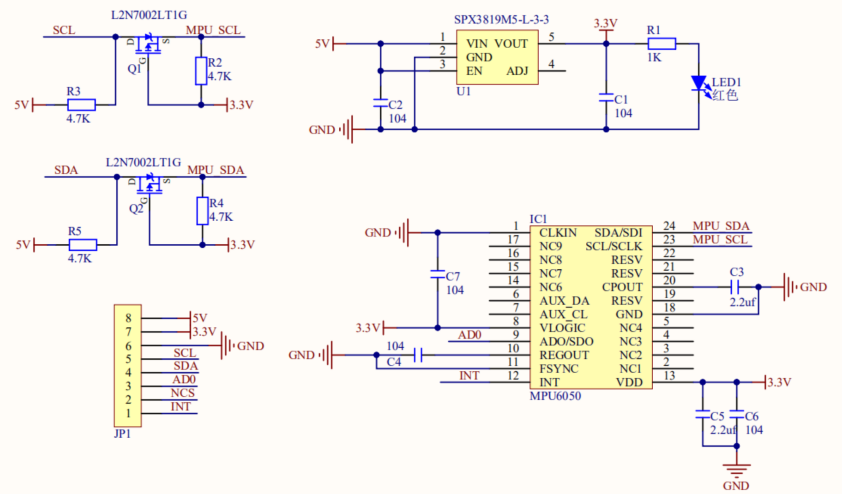 L2N7002LT1G
SCL
MPU_SCL
D
S
G
Q1
R2
4.7K
R3
5V
4.7K
3.3V
SPX3819M5-L-3-3
5V
1
VIN
VOUT
5
3.3V
2
GND
3
EN
ADJ
4
U1
R1
1K
C2
104
C1
104
LED1
红色
GND
L2N7002LT1G
SDA
MPU_SDA
D
S
G
Q2
R4
4.7K
R5
5V
4.7K
3.3V
IC1
GND
1
CLKIN
SDA/SDI
24
MPU_SDA
17
NC9
SCL/SCLK
23
MPU_SCL
16
NC8
RESV
22
15
NC7
RESV
21
14
NC6
CPOUT
20
6
AUX_DA
RESV
19
7
AUX_CL
GND
18
3.3V
8
VLOGIC
NC4
5
AD0
9
ADO/SDO
NC3
4
10
REGOUT
NC2
3
11
FSYNC
NC1
2
INT
12
INT
VDD
13
3.3V
MPU6050
C7
104
C3
2.2uf
GND
GND
104
C4
C5
2.2uf
C6
104
GND
8
5V
7
3.3V
6
GND
5
SCL
4
SDA
3
AD0
2
NCS
1
INT
JP1